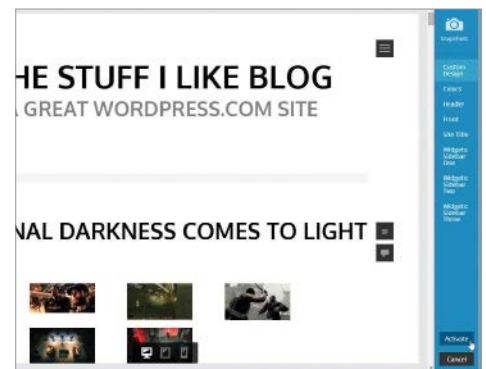 HE STUFF I LIKE BLOG
A GREAT WORDPRESS.COM SITE
NAL DARKNESS COMES TO LIGHT
Snapshots
Custom
Design
Colors
Header
Front
Site Title
Widgets:
Sidebar
One
Widgets:
Sidebar
Two
Widgets:
Sidebar
Three
Activate
Cancel